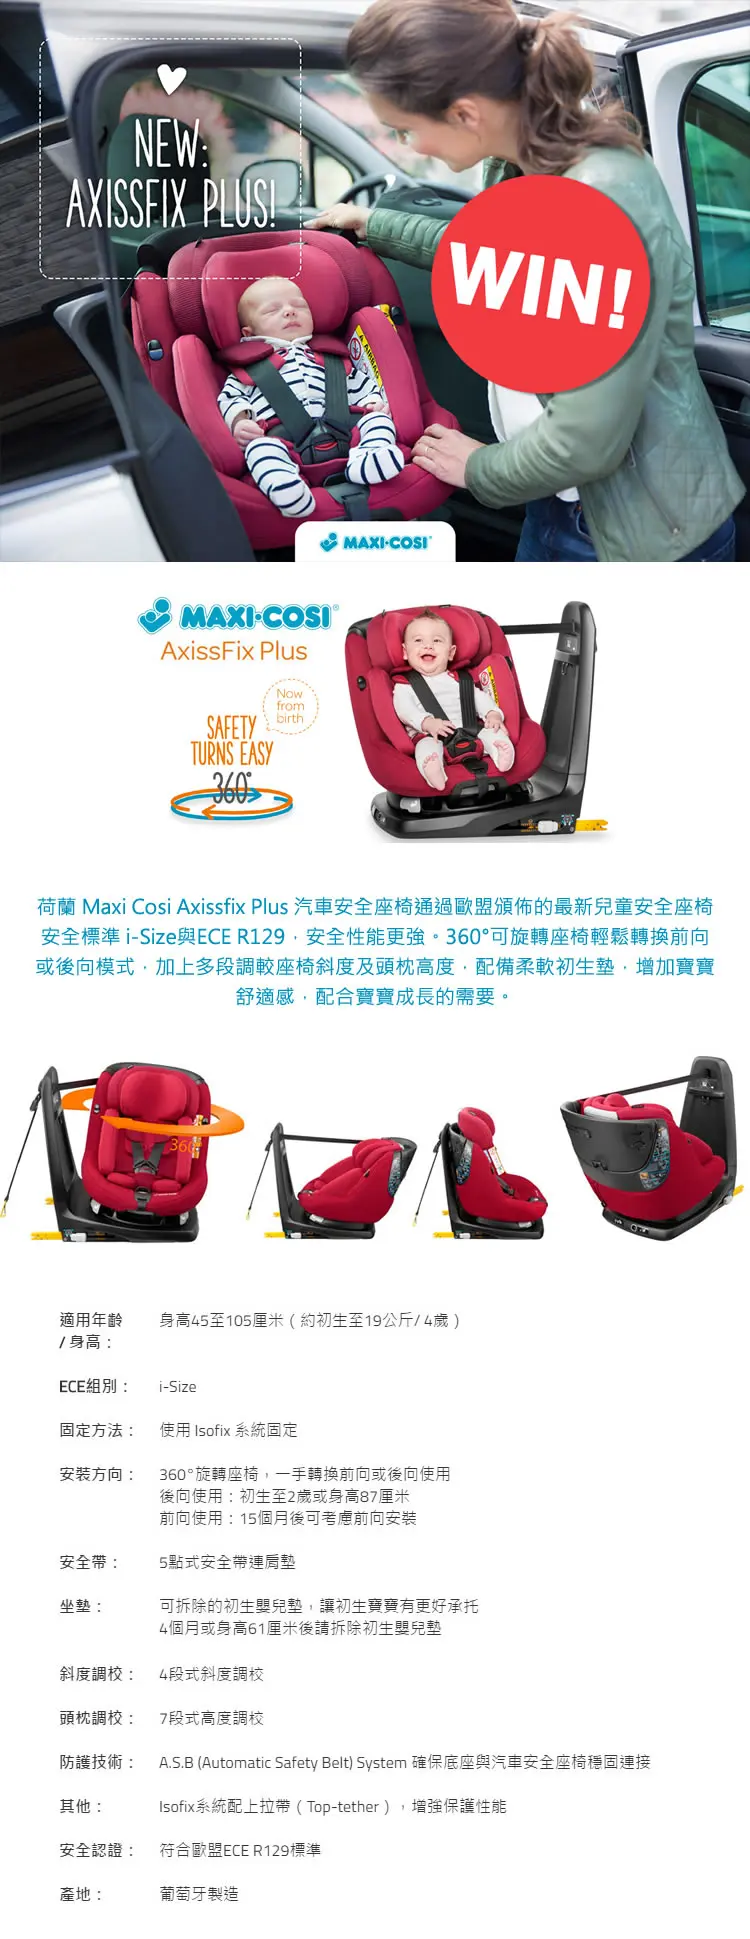 NEW:
AXISSFIX PLUS!
WIN!
AIRBAG
MAXI-COSI
MAXI-COSI®
AxissFix Plus
Now
from
birth
SAFETY
TURNS EASY
360°
荷蘭 Maxi Cosi Axissfix Plus 汽車安全座椅通過歐盟頒佈的最新兒童安全座椅
安全標準 i-Size與ECE R129，安全性能更強。360°可旋轉座椅輕鬆轉換前向
或後向模式，加上多段調較座椅斜度及頭枕高度，配備柔軟初生墊，增加寶寶
舒適感，配合寶寶成長的需要。
360°
適用年齡
/ 身高： 身高45至105厘米（約初生至19公斤/ 4歲）
ECE組別： i-Size
固定方法： 使用 Isofix 系統固定
安裝方向： 360°旋轉座椅，一手轉換前向或後向使用
後向使用：初生至2歲或身高87厘米
前向使用：15個月後可考慮前向安裝
安全帶： 5點式安全帶連肩墊
坐墊： 可拆除的初生嬰兒墊，讓初生寶寶有更好承托
4個月或身高61厘米後請拆除初生嬰兒墊
斜度調校： 4段式斜度調校
頭枕調校： 7段式高度調校
防護技術： A.S.B (Automatic Safety Belt) System 確保底座與汽車安全座椅穩固連接
其他： Isofix系統配上拉帶（Top-tether），增強保護性能
安全認證： 符合歐盟ECE R129標準
產地： 葡萄牙製造